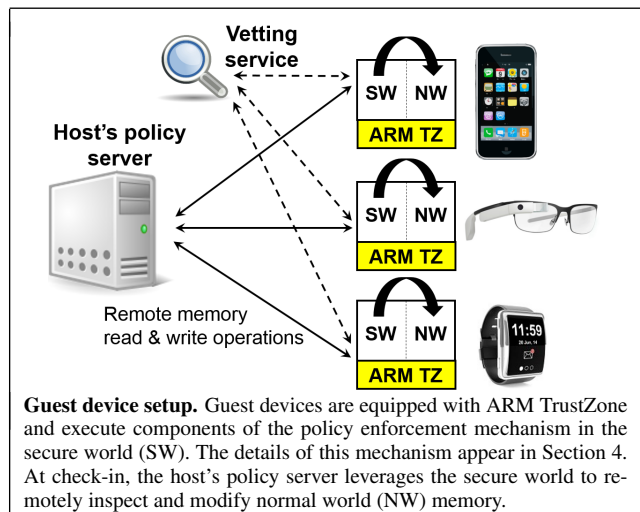 Vetting
service
SW NW
ARM TZ
Host's policy
server
SW NW
ARM TZ
Remote memory
read & write operations
SW NW
ARM TZ
11:59
26 Jun, 14
Guest device setup. Guest devices are equipped with ARM TrustZone
and execute components of the policy enforcement mechanism in the
secure world (SW). The details of this mechanism appear in Section 4.
At check-in, the host's policy server leverages the secure world to re-
motely inspect and modify normal world (NW) memory.